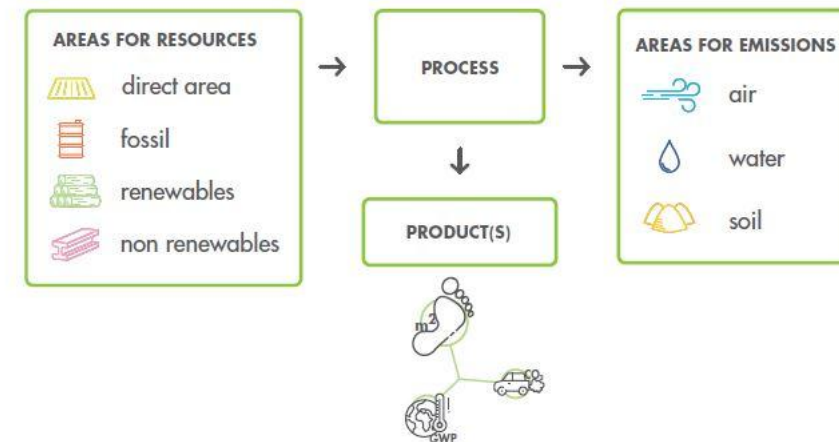 AREAS FOR RESOURCES
direct area
fossil
renewables
non renewables
PROCESS
PRODUCT(S)
AREAS FOR EMISSIONS
air
water
soil
m²
CO₂
GWP